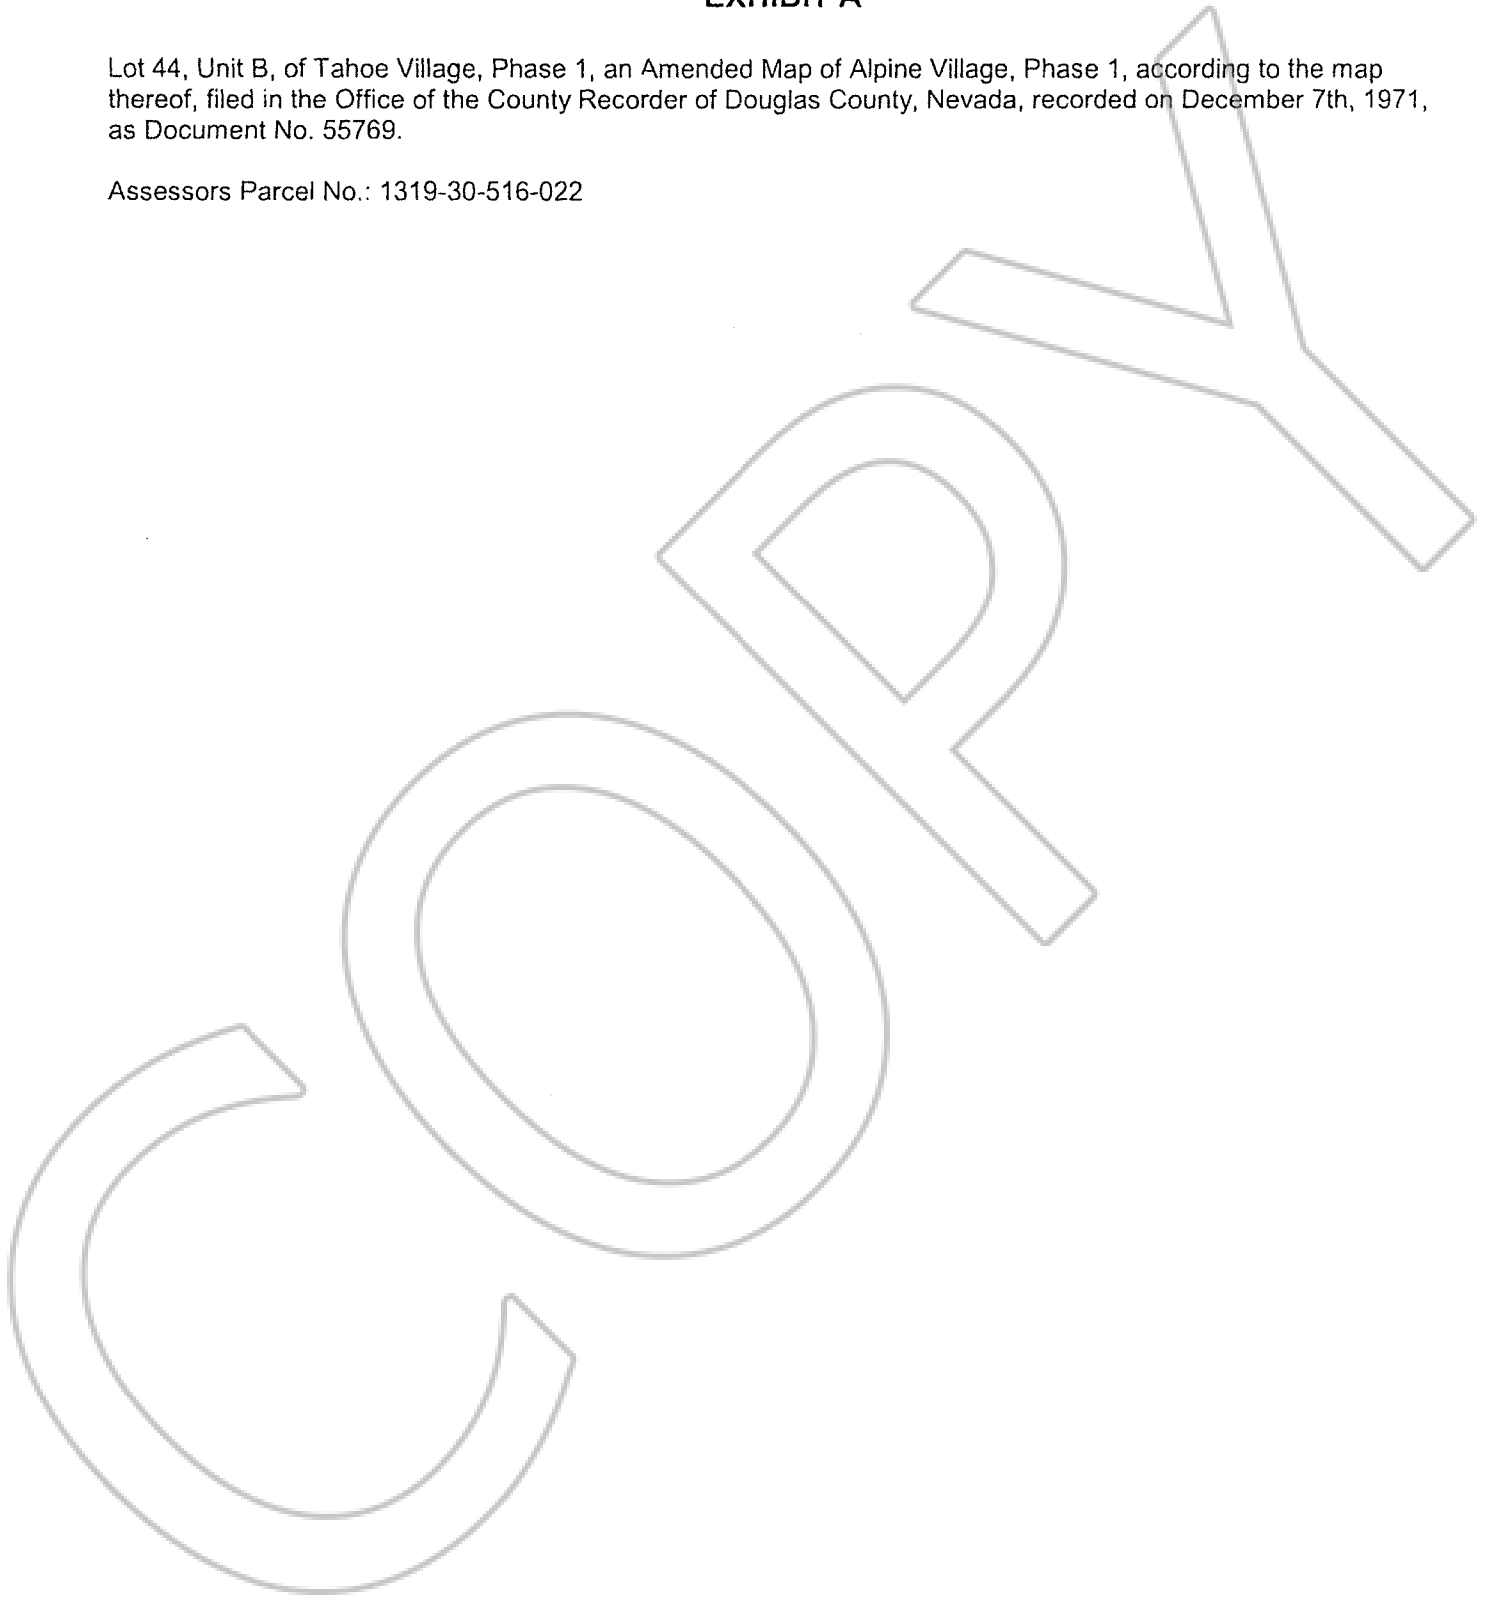 EXHIBIT A
Lot 44, Unit B, of Tahoe Village, Phase 1, an Amended Map of Alpine Village, Phase 1, according to the map
thereof, filed in the Office of the County Recorder of Douglas County, Nevada, recorded on December 7th, 1971,
as Document No. 55769.
Assessors Parcel No.: 1319-30-516-022
COPY